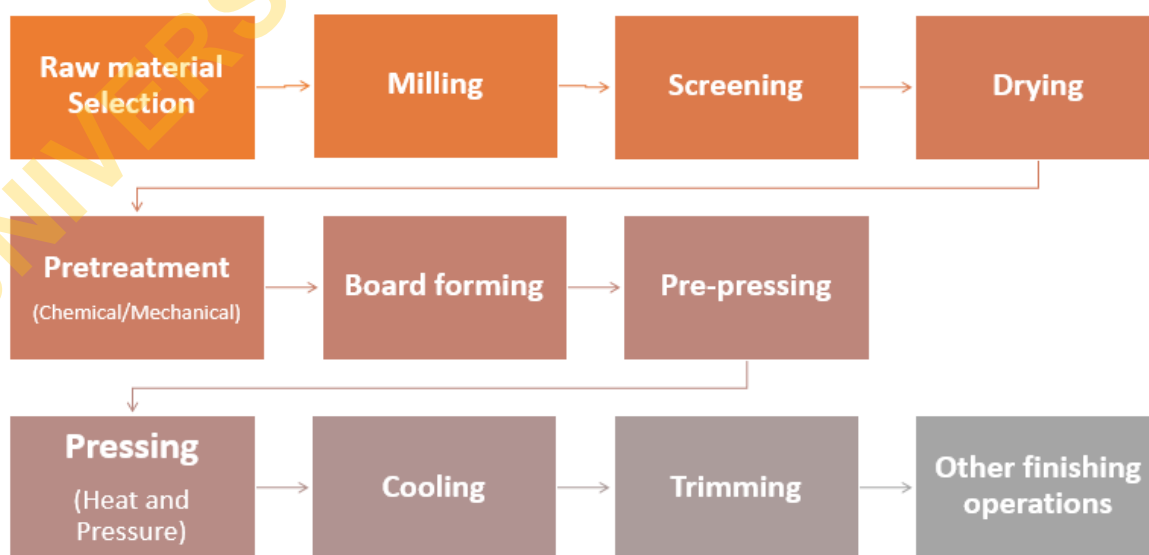 Raw material
Selection
Milling
Screening
Drying
Pretreatment
(Chemical/Mechanical)
Board forming
Pre-pressing
Pressing
(Heat and
Pressure)
Cooling
Trimming
Other finishing
operations
NIVERS